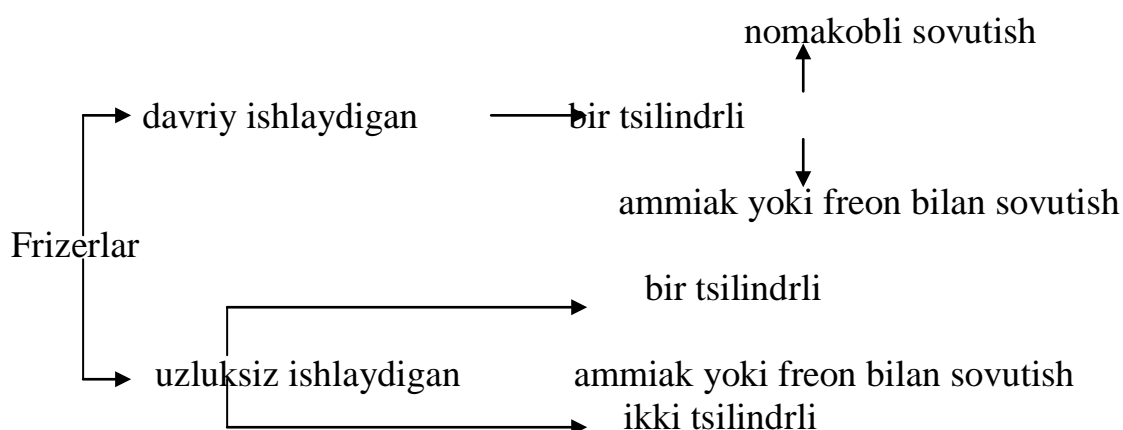 nomakobli sovutish
davriy ishlaydigan bir tsilindrli
ammiak yoki freon bilan sovutish
Frizerlar
bir tsilindrli
uzluksiz ishlaydigan ammiak yoki freon bilan sovutish
ikki tsilindrli